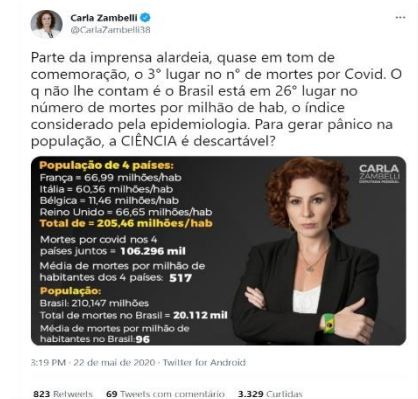 Carla Zambelli
@CarlaZambelli38
Parte da imprensa alardeia, quase em tom de
comemoração, o 3° lugar no n° de mortes por Covid. O
q não lhe contam é o Brasil está em 26° lugar no
número de mortes por milhão de hab, o índice
considerado pela epidemiologia. Para gerar pânico na
população, a CIÊNCIA é descartável?
População de 4 países:
França = 66,99 milhões/hab
Itália = 60,36 milhões/hab
Bélgica = 11,46 milhões/hab
Reino Unido = 66,65 milhões/hab
Total de = 205,46 milhões/hab
Mortes por covid nos 4
países juntos = 106.296 mil
Média de mortes por milhão de
habitantes dos 4 países: 517
População:
Brasil: 210,147 milhões
Total de mortes no Brasil = 20.112 mil
Média de mortes por milhão de
habitantes no Brasil: 96
CARLA
ZAMBELLI
DEPUTADA FEDERAL
3:19 PM · 22 de mai de 2020 · Twitter for Android
823 Retweets 69 Tweets com comentário 3.329 Curtidas